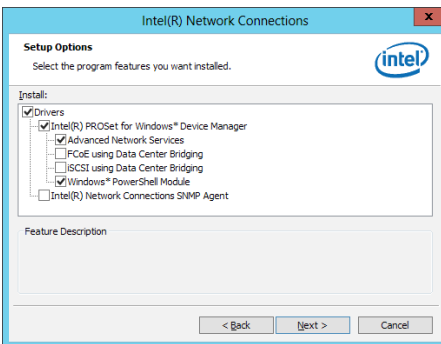 Intel(R) Network Connections
x
Setup Options
Select the program features you want installed.
intel
Install:
Drivers
Intel(R) PROSet for Windows* Device Manager
Advanced Network Services
FCoE using Data Center Bridging
iSCSI using Data Center Bridging
Windows* PowerShell Module
Intel(R) Network Connections SNMP Agent
Feature Description
< Back
Next >
Cancel